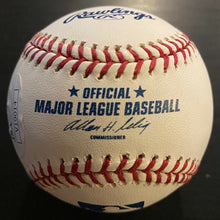 Rawlings
OFFICIAL
MAJOR LEAGUE BASEBALL
Allan H. Selig
COMMISSIONER